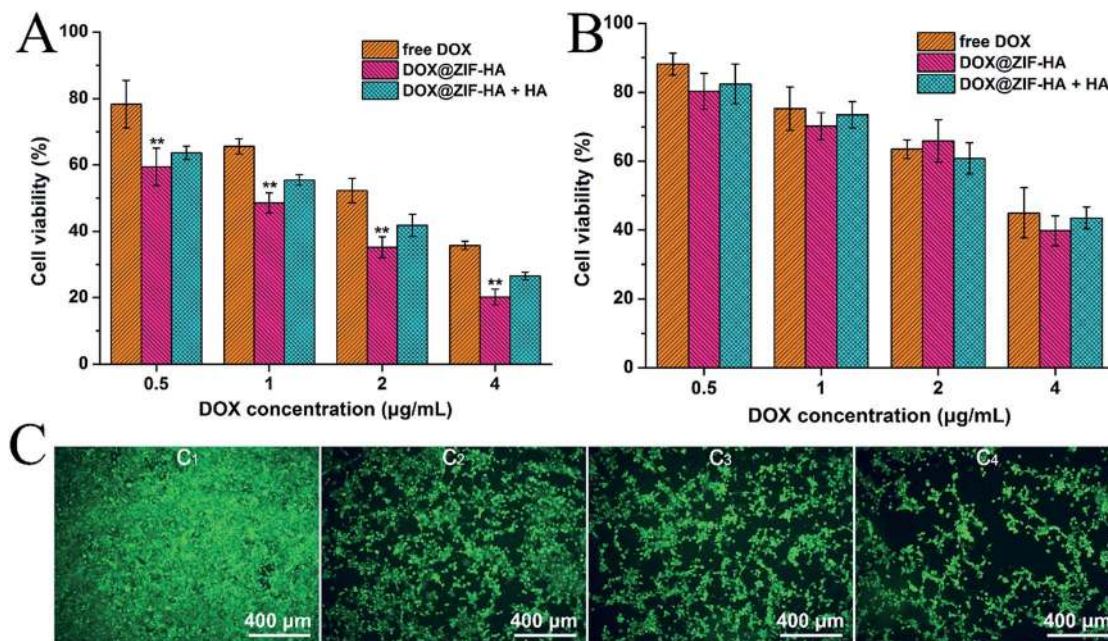 A
100
80
60
40
20
0
Cell viability (%)
free DOX
DOX@ZIF-HA
DOX@ZIF-HA + HA
**
**
**
**
0.5 1 2 4
DOX concentration (µg/mL)
B
100
80
60
40
20
0
Cell viability (%)
free DOX
DOX@ZIF-HA
DOX@ZIF-HA + HA
0.5 1 2 4
DOX concentration (µg/mL)
C
C1 C2 C3 C4
400 µm 400 µm 400 µm 400 µm